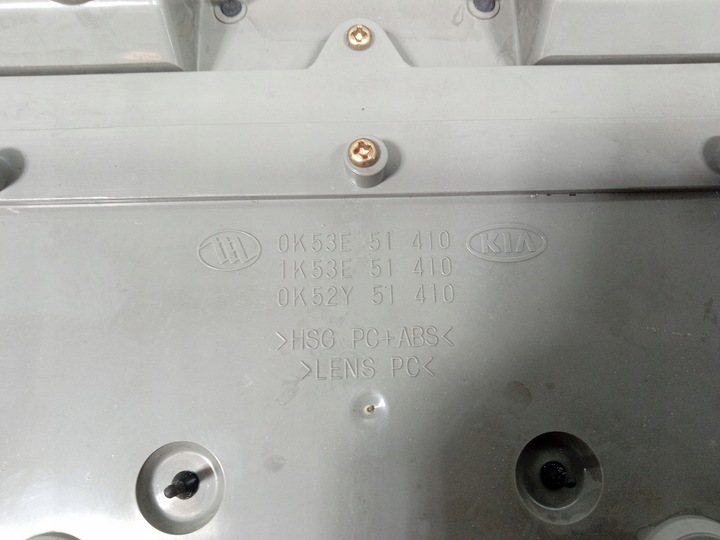 0K53E 51 410 KIA
1K53E 51 410
0K52Y 51 410
>HSG PC+ABS<
>LENS PC<